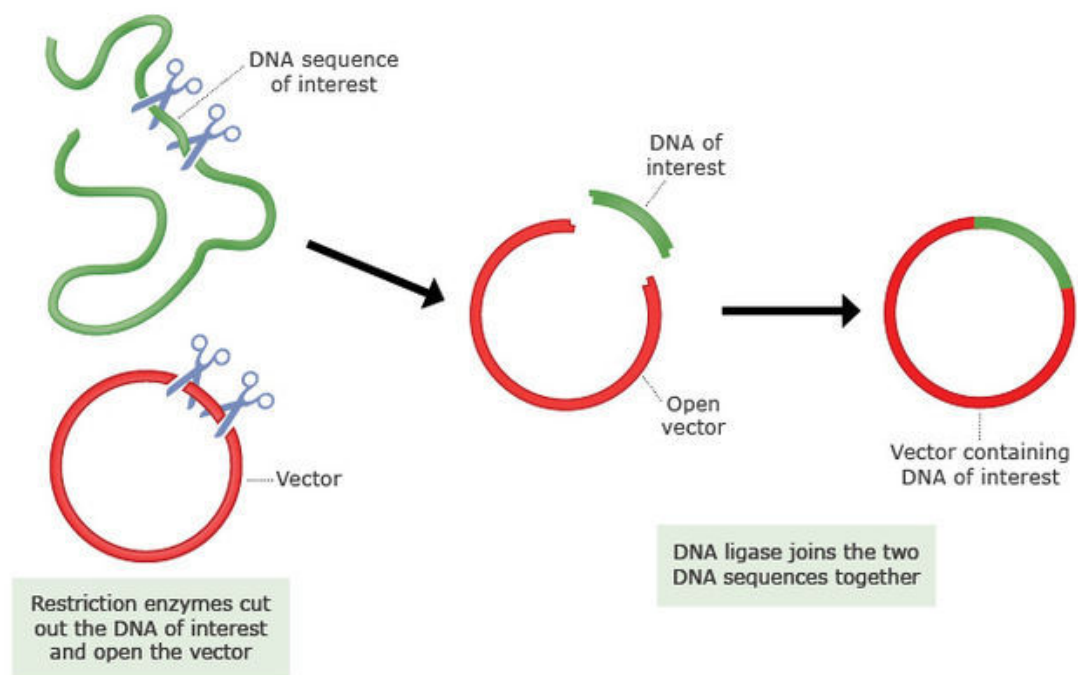 DNA sequence
of interest
Vector
Restriction enzymes cut
out the DNA of interest
and open the vector
DNA of
interest
Open
vector
Vector containing
DNA of interest
DNA ligase joins the two
DNA sequences together